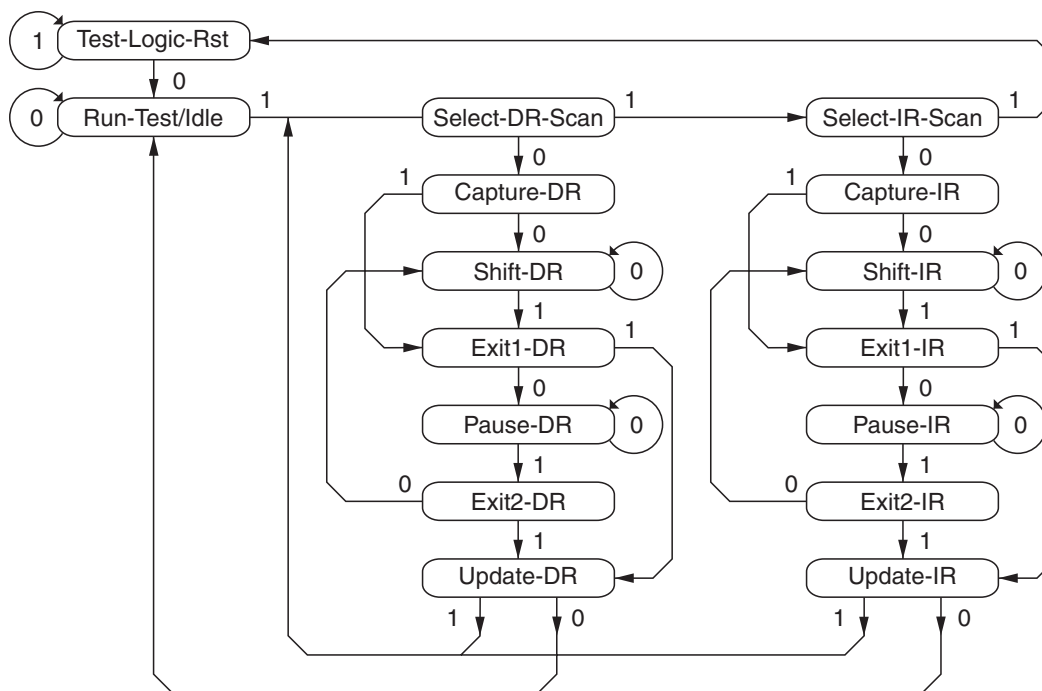 1 Test-Logic-Rst
0
0 Run-Test/Idle 1 Select-DR-Scan 1 Select-IR-Scan 1
0 0
1 Capture-DR 1 Capture-IR
0 0
Shift-DR 0 Shift-IR 0
1 1
Exit1-DR 1 Exit1-IR 1
0 0
Pause-DR 0 Pause-IR 0
1 1
0 Exit2-DR 0 Exit2-IR
1 1
Update-DR Update-IR
1 0 1 0